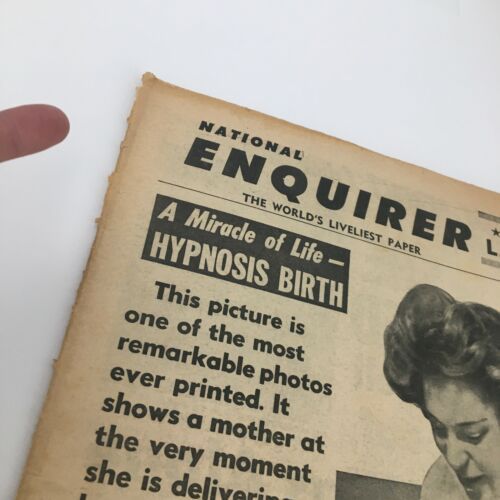 NATIONAL
ENQUIRER
THE WORLD'S LIVELIEST PAPER
A Miracle of Life —
HYPNOSIS BIRTH
This picture is
one of the most
remarkable photos
ever printed. It
shows a mother at
the very moment
she is